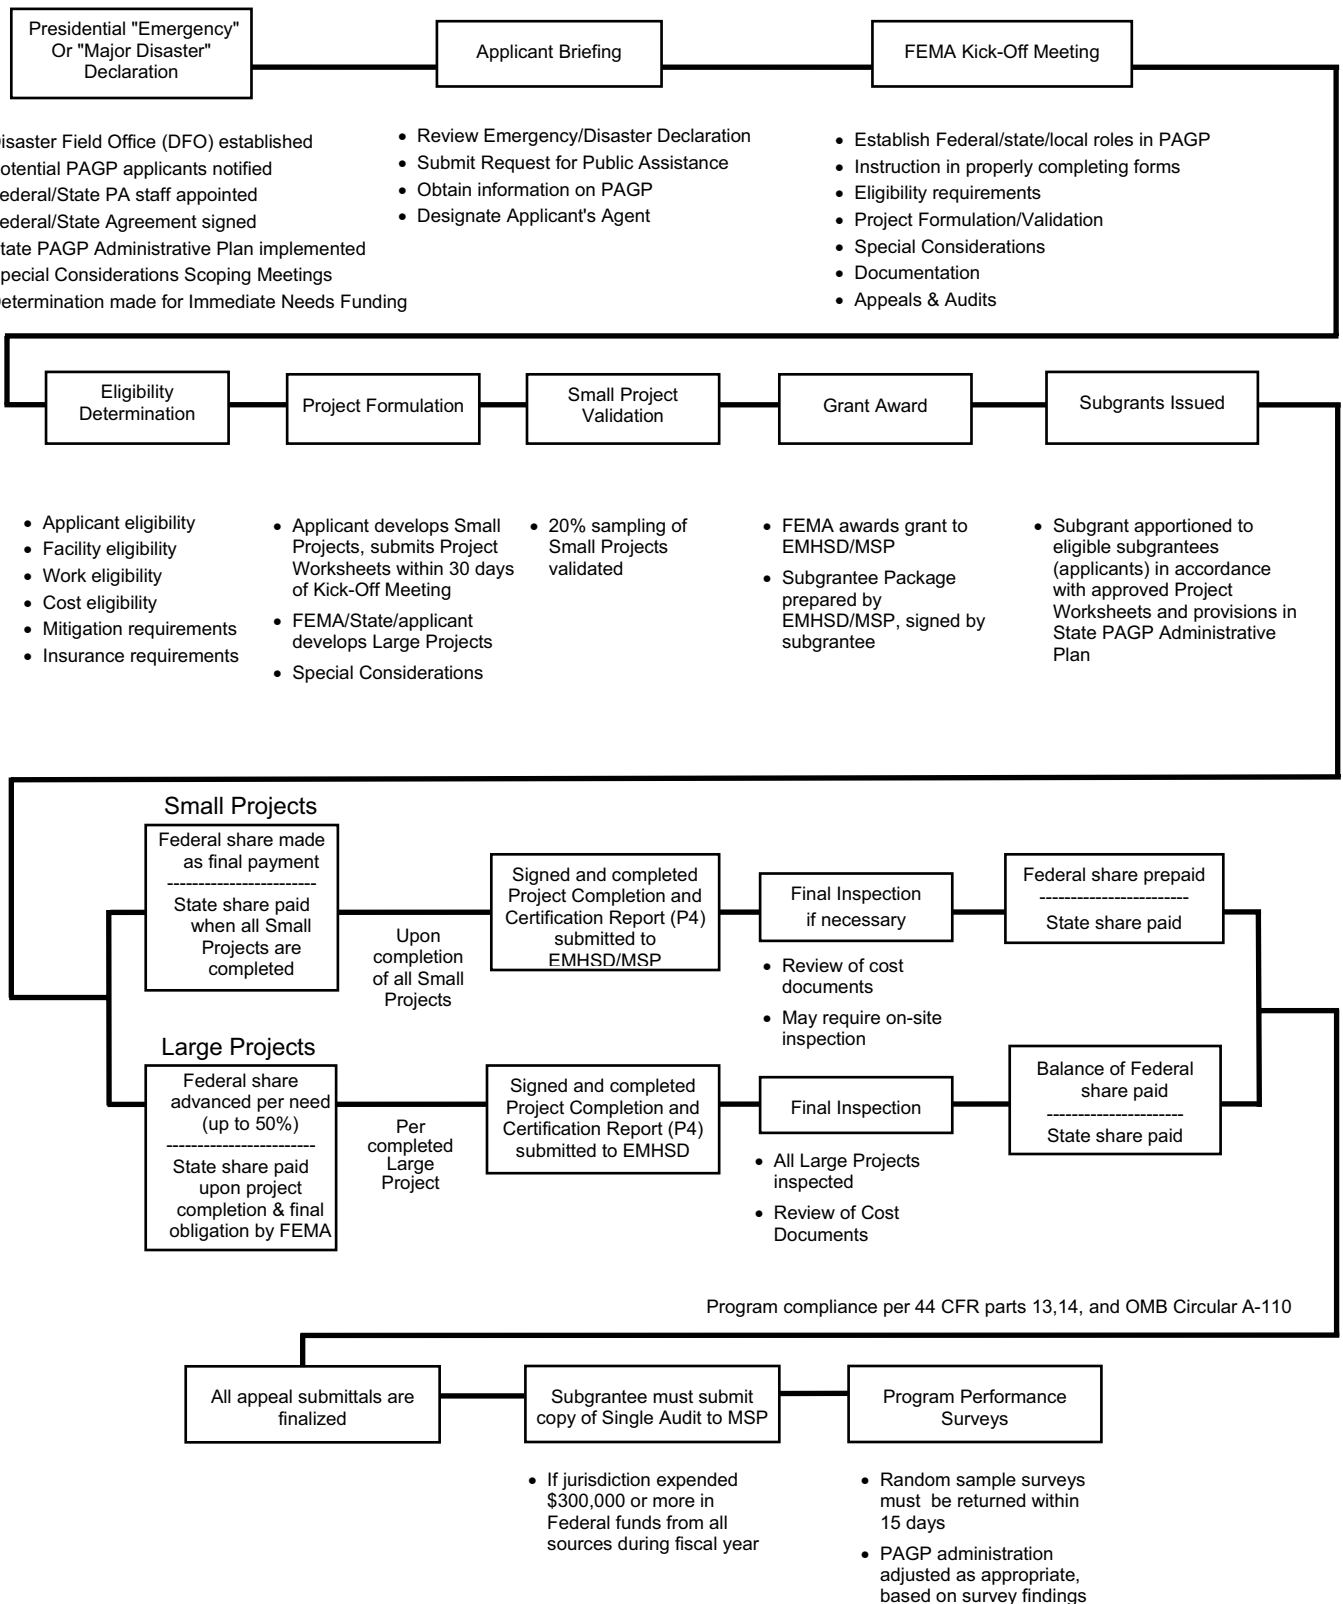 Presidential "Emergency"
Or "Major Disaster"
Declaration
Applicant Briefing
FEMA Kick-Off Meeting
isaster Field Office (DFO) established
otential PAGP applicants notified
ederal/State PA staff appointed
ederal/State Agreement signed
tate PAGP Administrative Plan implemented
pecial Considerations Scoping Meetings
etermination made for Immediate Needs Funding
• Review Emergency/Disaster Declaration
• Submit Request for Public Assistance
• Obtain information on PAGP
• Designate Applicant's Agent
• Establish Federal/state/local roles in PAGP
• Instruction in properly completing forms
• Eligibility requirements
• Project Formulation/Validation
• Special Considerations
• Documentation
• Appeals & Audits
Eligibility
Determination
Project Formulation
Small Project
Validation
Grant Award
Subgrants Issued
• Applicant eligibility
• Facility eligibility
• Work eligibility
• Cost eligibility
• Mitigation requirements
• Insurance requirements
• Applicant develops Small
Projects, submits Project
Worksheets within 30 days
of Kick-Off Meeting
• FEMA/State/applicant
develops Large Projects
• Special Considerations
• 20% sampling of
Small Projects
validated
• FEMA awards grant to
EMHSD/MSP
• Subgrantee Package
prepared by
EMHSD/MSP, signed by
subgrantee
• Subgrant apportioned to
eligible subgrantees
(applicants) in accordance
with approved Project
Worksheets and provisions in
State PAGP Administrative
Plan
Small Projects
Federal share made
as final payment
------------------------
State share paid
when all Small
Projects are
completed
Upon
completion
of all Small
Projects
Signed and completed
Project Completion and
Certification Report (P4)
submitted to
EMHSD/MSP
Final Inspection
if necessary
• Review of cost
documents
• May require on-site
inspection
Federal share prepaid
------------------------
State share paid
Large Projects
Federal share
advanced per need
(up to 50%)
------------------------
State share paid
upon project
completion & final
obligation by FEMA
Per
completed
Large
Project
Signed and completed
Project Completion and
Certification Report (P4)
submitted to EMHSD
Final Inspection
• All Large Projects
inspected
• Review of Cost
Documents
Balance of Federal
share paid
----------------------
State share paid
Program compliance per 44 CFR parts 13,14, and OMB Circular A-110
All appeal submittals are
finalized
Subgrantee must submit
copy of Single Audit to MSP
Program Performance
Surveys
• If jurisdiction expended
$300,000 or more in
Federal funds from all
sources during fiscal year
• Random sample surveys
must be returned within
15 days
• PAGP administration
adjusted as appropriate,
based on survey findings